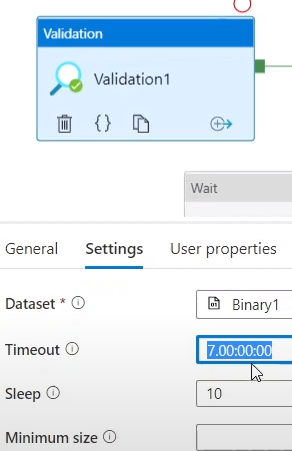 Validation
Validation1
{ }
Wait
General Settings User properties
Dataset * Binary1
Timeout 7.00:00:00
Sleep 10
Minimum size